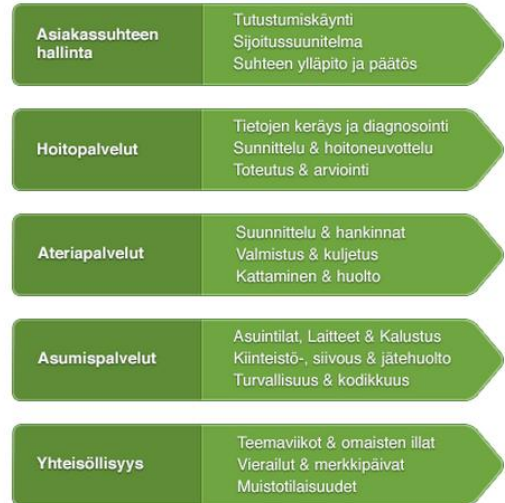 Asiakassuhteen
hallinta
Tutustumiskäynti
Sijoitussuunitelma
Suhteen ylläpito ja päätös
Hoitopalvelut
Tietojen keräys ja diagnosointi
Sunnittelu & hoitoneuvottelu
Toteutus & arviointi
Ateriapalvelut
Suunnittelu & hankinnat
Valmistus & kuljetus
Kattaminen & huolto
Asumispalvelut
Asuintilat, Laitteet & Kalustus
Kiinteistö-, siivous & jätehuolto
Turvallisuus & kodikkuus
Yhteisöllisyys
Teemaviikot & omaisten illat
Vierailut & merkkipäivat
Muistotilaisuudet